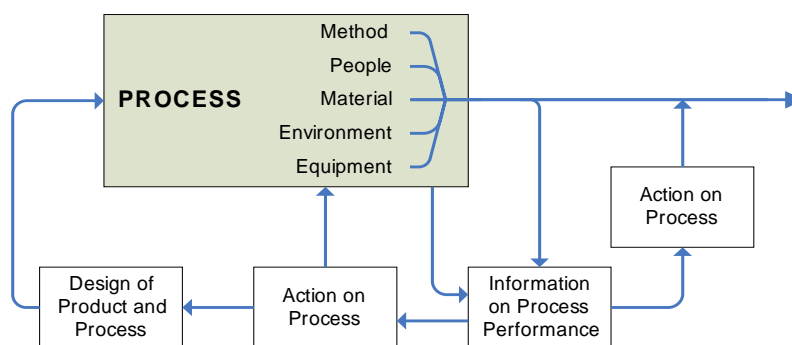 Method
People
PROCESS
Material
Environment
Equipment
Action on
Process
Design of
Product and
Process
Action on
Process
Information
on Process
Performance